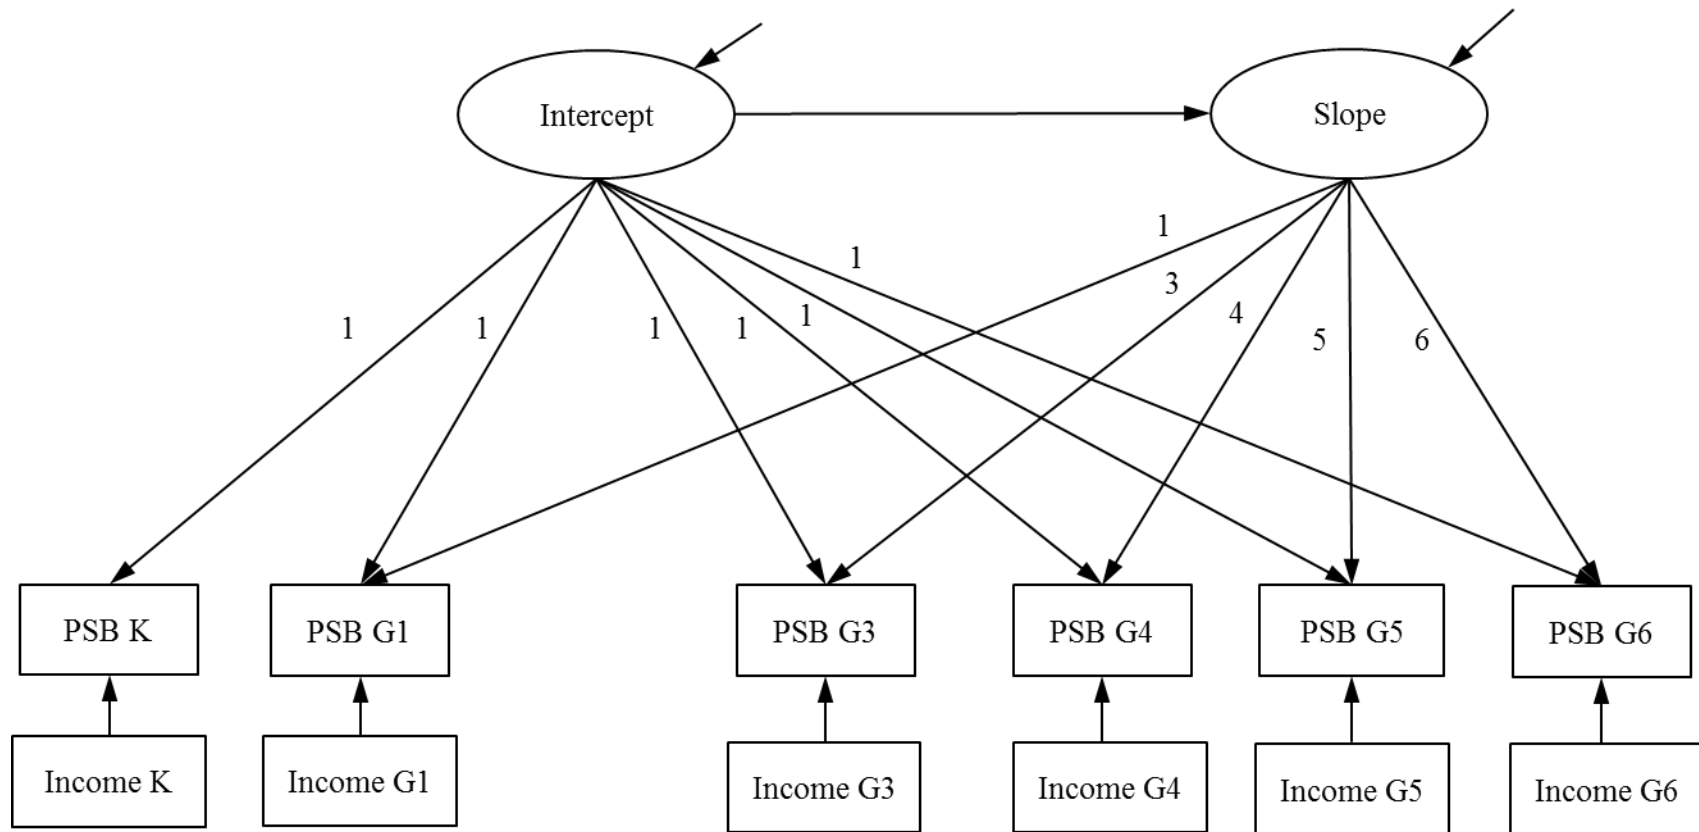 Intercept
Slope
1
1
3
1
1
1
1
1
4
5
6
PSB K
PSB G1
PSB G3
PSB G4
PSB G5
PSB G6
Income K
Income G1
Income G3
Income G4
Income G5
Income G6